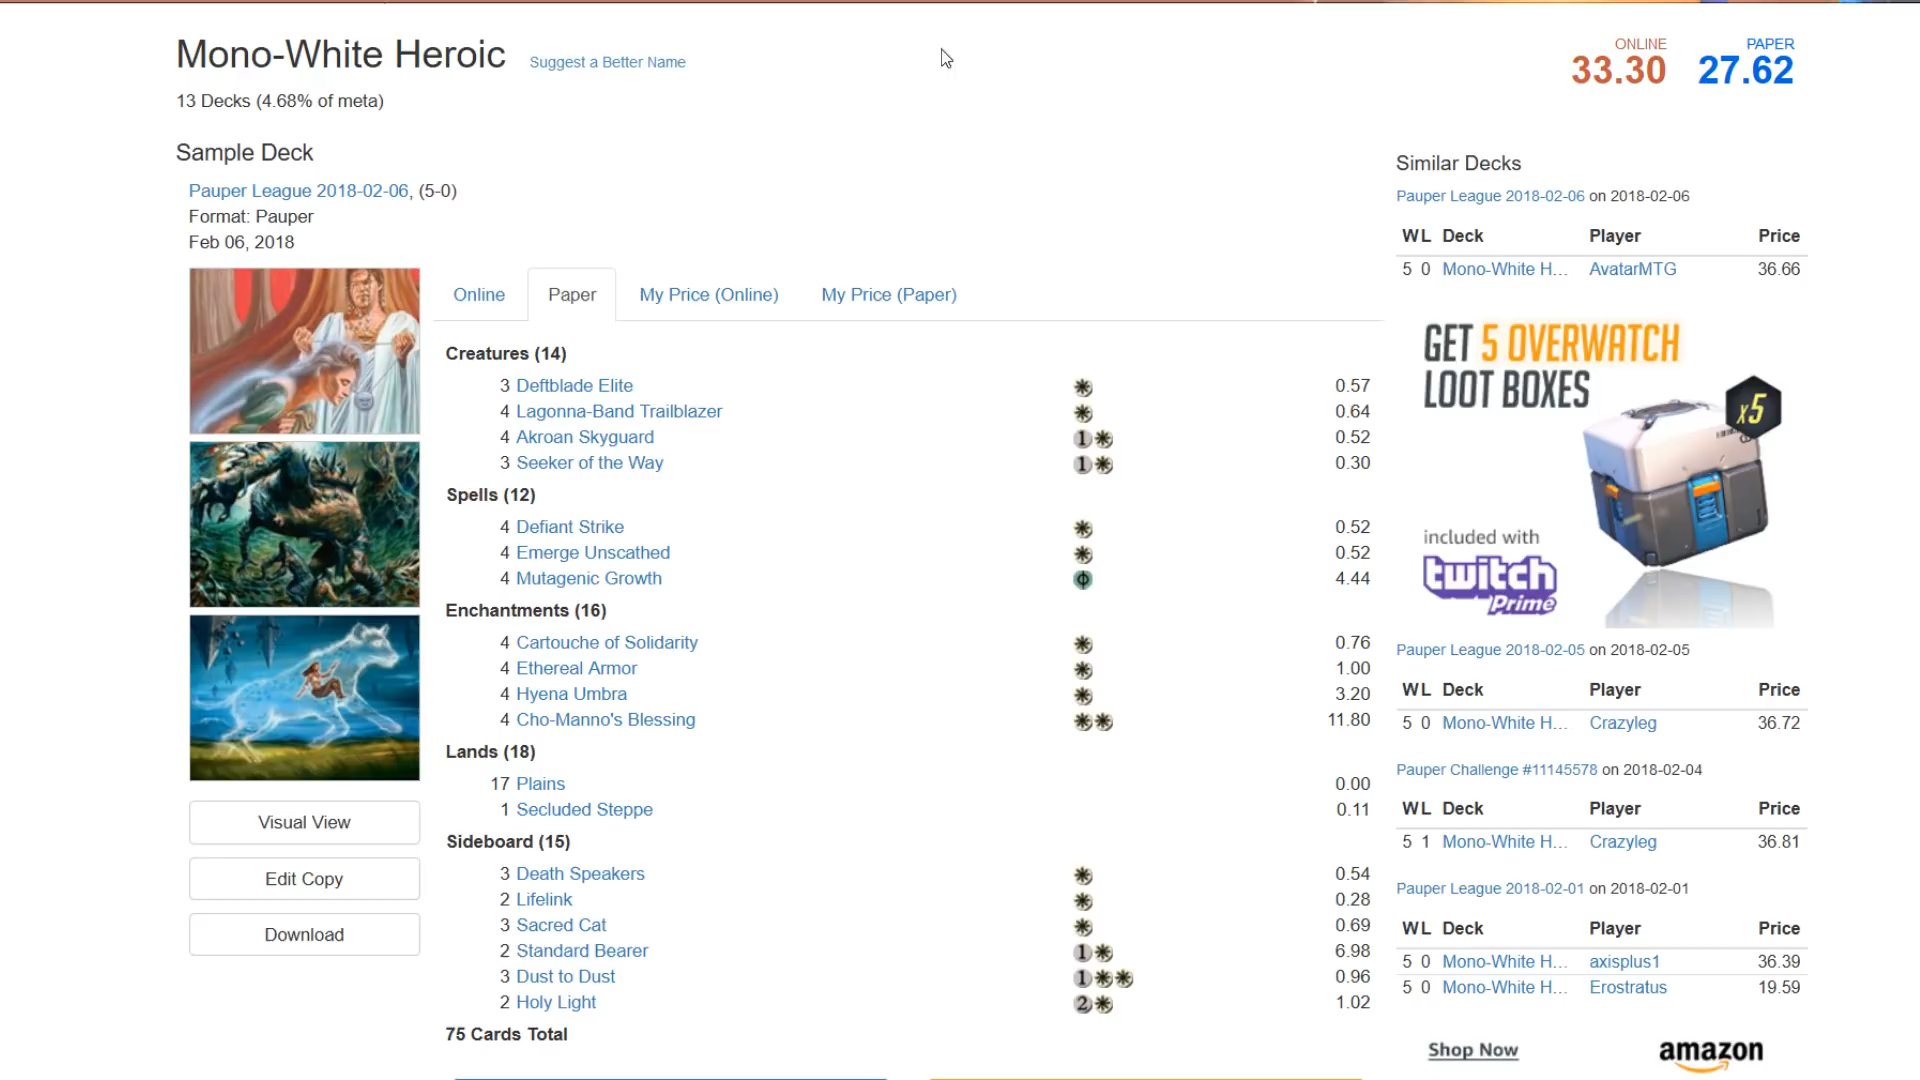 Mono-White Heroic Suggest a Better Name
ONLINE PAPER
33.30 27.62
13 Decks (4.68% of meta)
Sample Deck
Pauper League 2018-02-06, (5-0)
Format: Pauper
Feb 06, 2018
Visual View
Edit Copy
Download
Online Paper My Price (Online) My Price (Paper)
Creatures (14)
3 Deftblade Elite 0.57
4 Lagonna-Band Trailblazer 0.64
4 Akroan Skyguard 1 0.52
3 Seeker of the Way 1 0.30
Spells (12)
4 Defiant Strike 0.52
4 Emerge Unscathed 0.52
4 Mutagenic Growth 4.44
Enchantments (16)
4 Cartouche of Solidarity 0.76
4 Ethereal Armor 1.00
4 Hyena Umbra 3.20
4 Cho-Manno's Blessing 11.80
Lands (18)
17 Plains 0.00
1 Secluded Steppe 0.11
Sideboard (15)
3 Death Speakers 0.54
2 Lifelink 0.28
3 Sacred Cat 0.69
2 Standard Bearer 1 6.98
3 Dust to Dust 1 0.96
2 Holy Light 2 1.02
75 Cards Total
Similar Decks
Pauper League 2018-02-06 on 2018-02-06
W L Deck Player Price
5 0 Mono-White H... AvatarMTG 36.66
GET 5 OVERWATCH
LOOT BOXES
x5
included with
twitch
Prime
Pauper League 2018-02-05 on 2018-02-05
W L Deck Player Price
5 0 Mono-White H... Crazyleg 36.72
Pauper Challenge #11145578 on 2018-02-04
W L Deck Player Price
5 1 Mono-White H... Crazyleg 36.81
Pauper League 2018-02-01 on 2018-02-01
W L Deck Player Price
5 0 Mono-White H... axisplus1 36.39
5 0 Mono-White H... Erostratus 19.59
Shop Now amazon